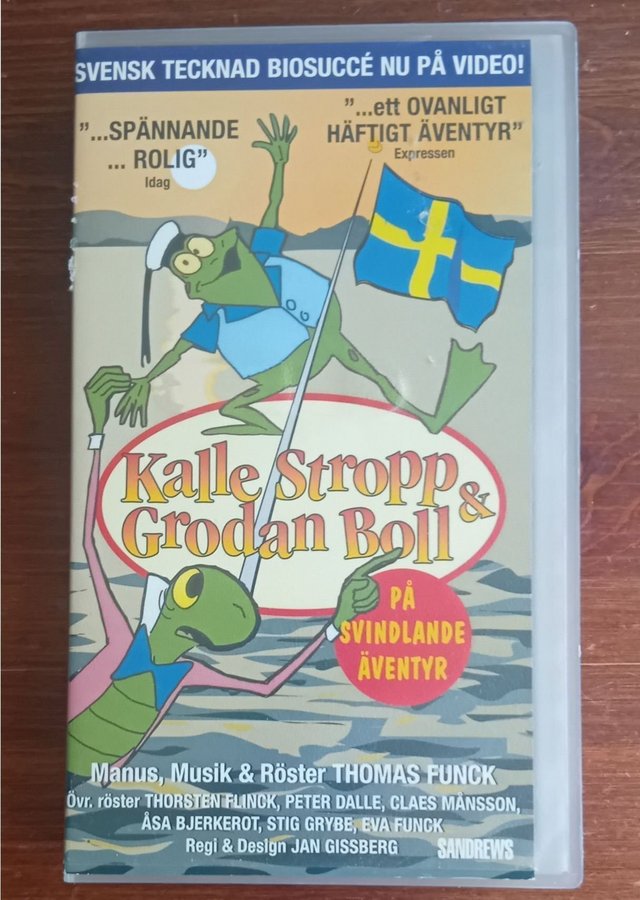 SVENSK TECKNAD BIOSUCCÉ NU PÅ VIDEO!
”...SPÄNNANDE
... ROLIG”
Idag
”...ett OVANLIGT
HÄFTIGT ÄVENTYR”
Expressen
Kalle Stropp
& Grodan Boll
PÅ
SVINDLANDE
ÄVENTYR
Manus, Musik & Röster THOMAS FUNCK
Övr. röster THORSTEN FLINCK, PETER DALLE, CLAES MÅNSSON,
ÅSA BJERKEROT, STIG GRYBE, EVA FUNCK
Regi & Design JAN GISSBERG
SANDREWS